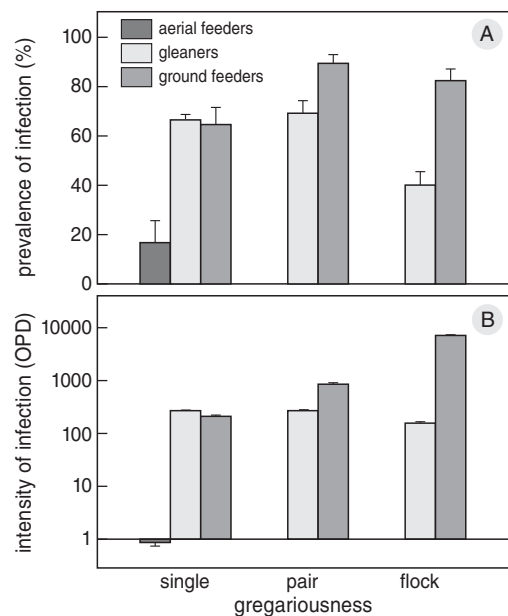 A
aerial feeders
gleaners
ground feeders
prevalence of infection (%)
100
80
60
40
20
0
B
intensity of infection (OPD)
10000
1000
100
1
single pair flock
gregariousness